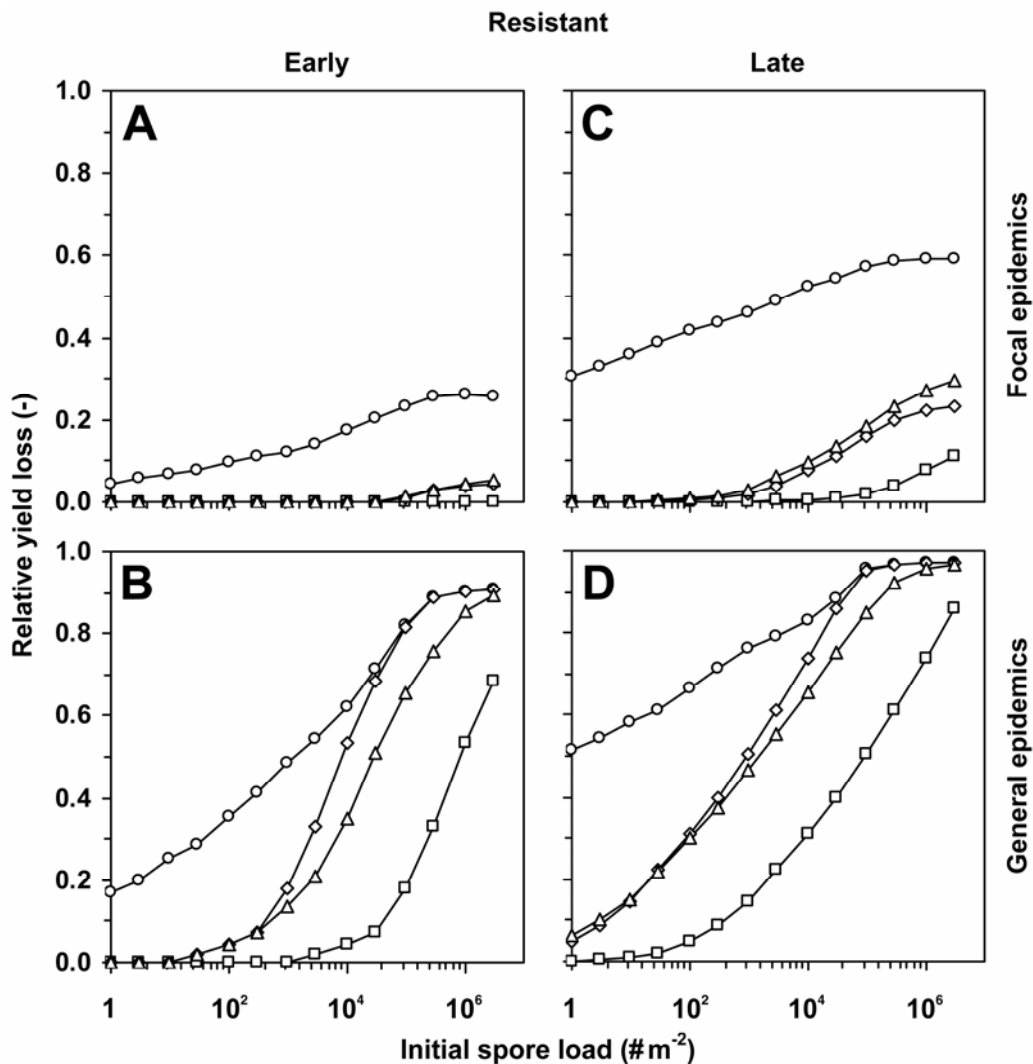 Resistant
Early Late
Relative yield loss (-)
1.0
0.8
0.6
0.4
0.2
0.0
A
C
Focal epidemics
1.0
0.8
0.6
0.4
0.2
0.0
B
D
General epidemics
1 10² 10⁴ 10⁶ 1 10² 10⁴ 10⁶
Initial spore load (# m⁻²)